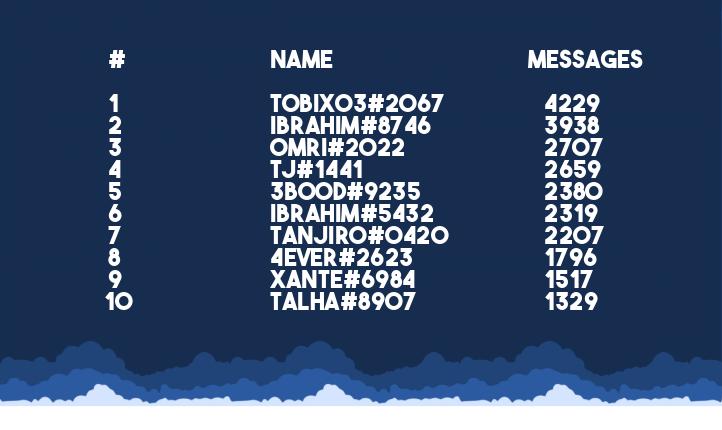 # NAME MESSAGES
1 TOBIXO3#2067 4229
2 IBRAHIM#8746 3938
3 OMRI#2022 2707
4 TJ#1441 2659
5 3BOOD#9235 2380
6 IBRAHIM#5432 2319
7 TANJIRO#0420 2207
8 4EVER#2623 1796
9 XANTE#6984 1517
10 TALHA#8907 1329